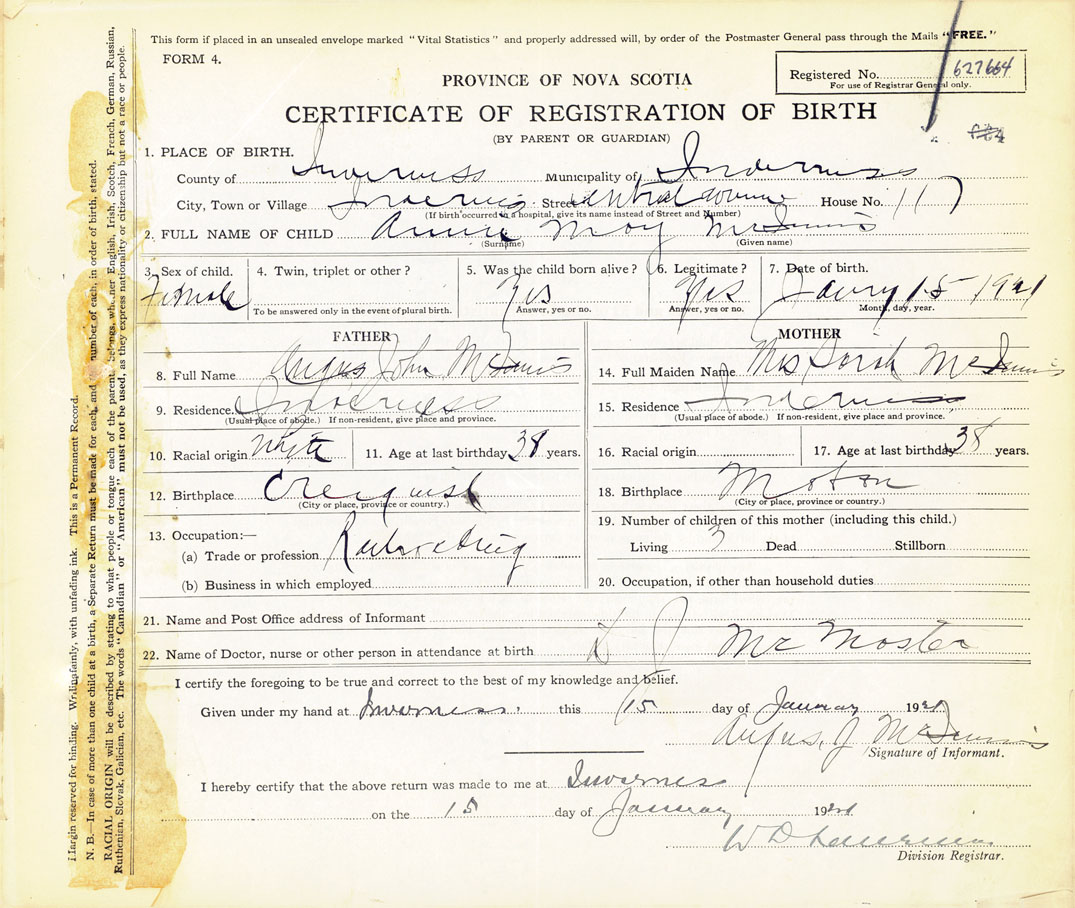 This form if placed in an unsealed envelope marked "Vital Statistics" and properly addressed will, by order of the Postmaster General pass through the Mails "FREE."
FORM 4.
Registered No. 627664
For use of Registrar General only.
PROVINCE OF NOVA SCOTIA
CERTIFICATE OF REGISTRATION OF BIRTH
(BY PARENT OR GUARDIAN)
1. PLACE OF BIRTH.
County of Inverness Municipality of Inverness
City, Town or Village Inverness Street Central Avenue House No. 117
(If birth occurred in a hospital, give its name instead of Street and Number)
2. FULL NAME OF CHILD Annie May McInnis
(Surname) (Given name)
3. Sex of child. 4. Twin, triplet or other? 5. Was the child born alive? 6. Legitimate? 7. Date of birth.
Female Yes Yes 15 1921
To be answered only in the event of plural birth. Answer, yes or no. Answer, yes or no. Month, day, year.
FATHER
8. Full Name Angus John McInnis
9. Residence. Inverness
(Usual place of abode.) If non-resident, give place and province.
10. Racial origin 11. Age at last birthday 38 years.
12. Birthplace
(City or place, province or country.)
13. Occupation:—
(a) Trade or profession
(b) Business in which employed
MOTHER
14. Full Maiden Name Mrs Sarah McInnis
15. Residence Inverness
(Usual place of abode.) If non-resident, give place and province.
16. Racial origin 17. Age at last birthday 38 years.
18. Birthplace
(City or place, province or country.)
19. Number of children of this mother (including this child.)
Living 3 Dead Stillborn
20. Occupation, if other than household duties
21. Name and Post Office address of Informant
22. Name of Doctor, nurse or other person in attendance at birth
I certify the foregoing to be true and correct to the best of my knowledge and belief.
Given under my hand at Inverness. this 15 day of January 1921
Angus, J McInnis
Signature of Informant.
I hereby certify that the above return was made to me at Inverness
on the 15 day of January 1921
W D
Division Registrar.
Margin reserved for binding. Write plainly, with unfading ink. This is a Permanent Record.
N. B.—In case of more than one child at a birth, a Separate Return must be made for each, and the number of each, in order of birth, stated.
RACIAL ORIGIN will be described by stating to what people or tongue each of the parents belongs, whether English, Irish, Scotch, French, German, Russian,
Ruthenian, Slovak, Galician, etc. The words "Canadian" or "American" must not be used, as they express nationality or citizenship but not a race or people.